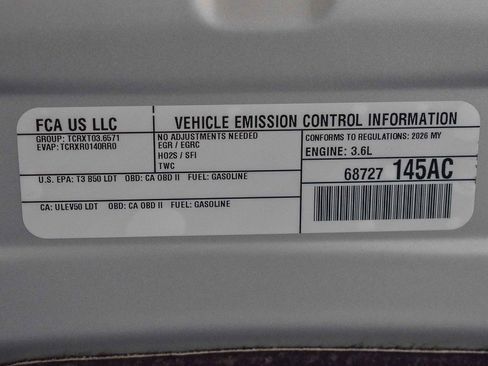 FCA US LLC
GROUP: TCRXT03.6571
EVAP: TCRXR0140RR0
VEHICLE EMISSION CONTROL INFORMATION
NO ADJUSTMENTS NEEDED
EGR / EGRC
HO2S / SFI
TWC
CONFORMS TO REGULATIONS: 2026 MY
ENGINE: 3.6L
68727 145AC
U.S. EPA: T3 B50 LDT OBD: CA OBD II FUEL: GASOLINE
CA: ULEV50 LDT OBD: CA OBD II FUEL: GASOLINE